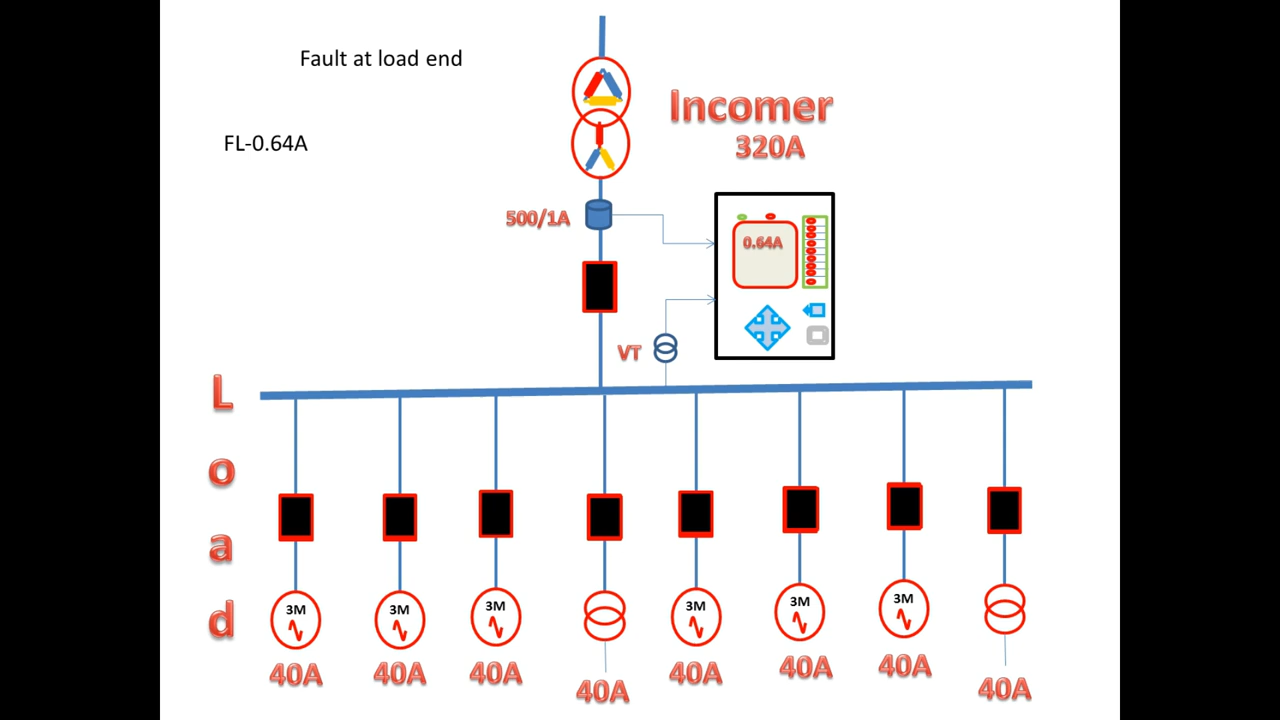 Fault at load end
Incomer
320A
FL-0.64A
500/1A
0.64A
VT
L
o
a
d
3M
3M
3M
3M
3M
3M
40A
40A
40A
40A
40A
40A
40A
40A